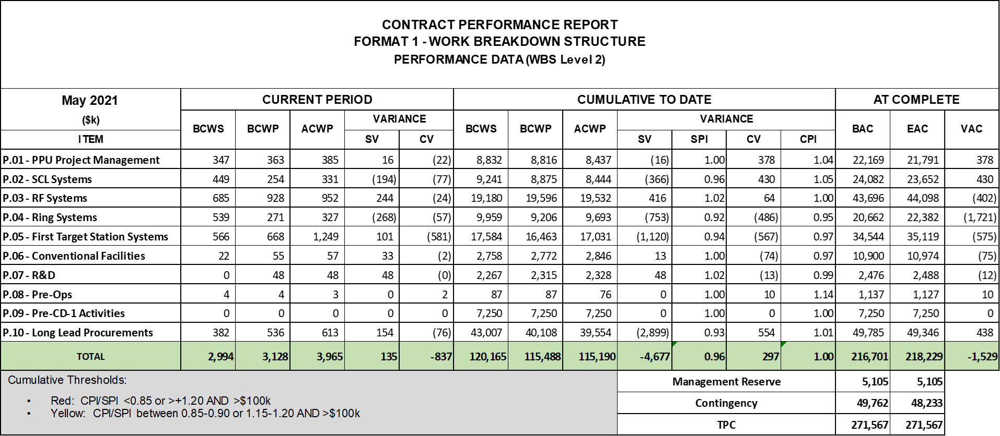 CONTRACT PERFORMANCE REPORT
FORMAT 1 - WORK BREAKDOWN STRUCTURE
PERFORMANCE DATA (WBS Level 2)
May 2021 CURRENT PERIOD CUMULATIVE TO DATE AT COMPLETE
($k) BCWS BCWP ACWP VARIANCE BCWS BCWP ACWP VARIANCE BAC EAC VAC
ITEM SV CV SV SPI CV CPI
P.01 - PPU Project Management 347 363 385 16 (22) 8,832 8,816 8,437 (16) 1.00 378 1.04 22,169 21,791 378
P.02 - SCL Systems 449 254 331 (194) (77) 9,241 8,875 8,444 (366) 0.96 430 1.05 24,082 23,652 430
P.03 - RF Systems 685 928 952 244 (24) 19,180 19,596 19,532 416 1.02 64 1.00 43,696 44,098 (402)
P.04 - Ring Systems 539 271 327 (268) (57) 9,959 9,206 9,693 (753) 0.92 (486) 0.95 20,662 22,382 (1,721)
P.05 - First Target Station Systems 566 668 1,249 101 (581) 17,584 16,463 17,031 (1,120) 0.94 (567) 0.97 34,544 35,119 (575)
P.06 - Conventional Facilities 22 55 57 33 (2) 2,758 2,772 2,846 13 1.00 (74) 0.97 10,900 10,974 (75)
P.07 - R&D 0 48 48 48 (0) 2,267 2,315 2,328 48 1.02 (13) 0.99 2,476 2,488 (12)
P.08 - Pre-Ops 4 4 3 0 2 87 87 76 0 1.00 10 1.14 1,137 1,127 10
P.09 - Pre-CD-1 Activities 0 0 0 0 0 7,250 7,250 7,250 0 1.00 0 1.00 7,250 7,250 0
P.10 - Long Lead Procurements 382 536 613 154 (76) 43,007 40,108 39,554 (2,899) 0.93 554 1.01 49,785 49,346 438
TOTAL 2,994 3,128 3,965 135 -837 120,165 115,488 115,190 -4,677 0.96 297 1.00 216,701 218,229 -1,529
Cumulative Thresholds:
• Red: CPI/SPI <0.85 or >+1.20 AND >$100k
• Yellow: CPI/SPI between 0.85-0.90 or 1.15-1.20 AND >$100k
Management Reserve 5,105 5,105
Contingency 49,762 48,233
TPC 271,567 271,567